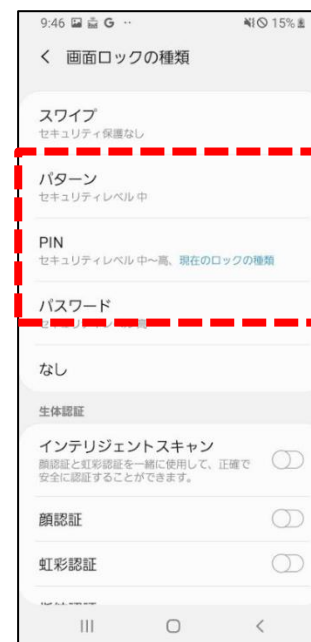 9:46 G ·· 15%
画面ロックの種類
スワイプ
セキュリティ保護なし
パターン
セキュリティレベル 中
PIN
セキュリティレベル 中～高、現在のロックの種類
パスワード
なし
生体認証
インテリジェントスキャン
顔認証と虹彩認証を一緒に使用して、正確で
安全に認証することができます。
顔認証
虹彩認証